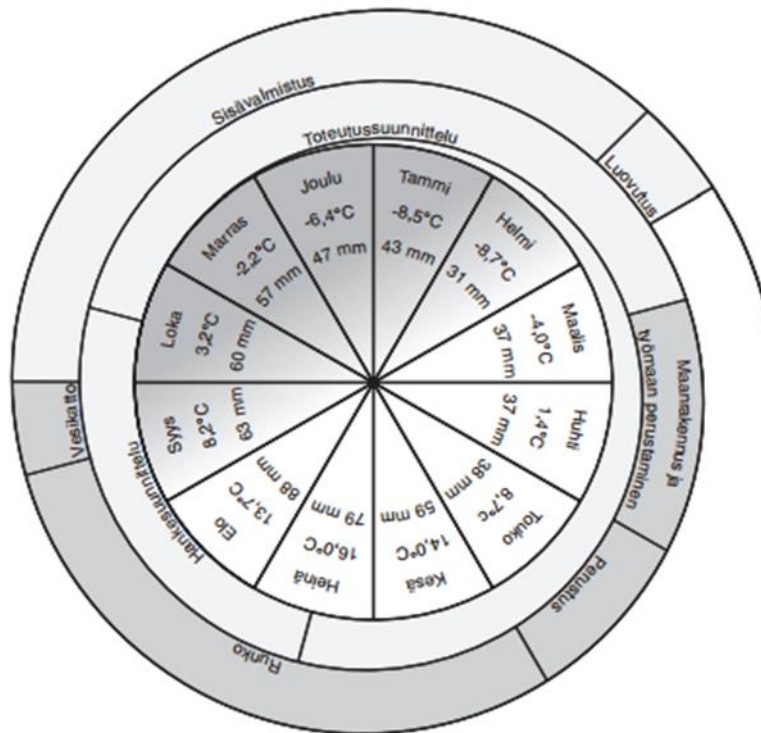 Sisävalmistus
Toteutussuunnittelu
Luovutus
Tammi
-8,5°C
43 mm
Helmi
-8,7°C
31 mm
Maalis
-4,0°C
37 mm
Huhti
1,4°C
37 mm
Touko
8,7°c
38 mm
Kesä
14,0°C
59 mm
Heinä
16,0°C
79 mm
Elo
13,7°C
88 mm
Syys
8,2°C
63 mm
Loka
3,2°C
60 mm
Marras
-2,2°C
57 mm
Joulu
-6,4°C
47 mm
Maanrakennus ja
työmaan perustaminen
Perustus
Runko
Hankesuunnittelu
Vesikatto